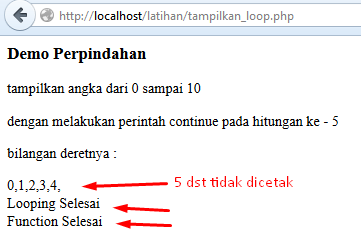 http://localhost/latihan/tampilkan_loop.php
Demo Perpindahan
tampilkan angka dari 0 sampai 10
dengan melakukan perintah continue pada hitungan ke - 5
bilangan deretnya :
0,1,2,3,4, 5 dst tidak dicetak
Looping Selesai
Function Selesai